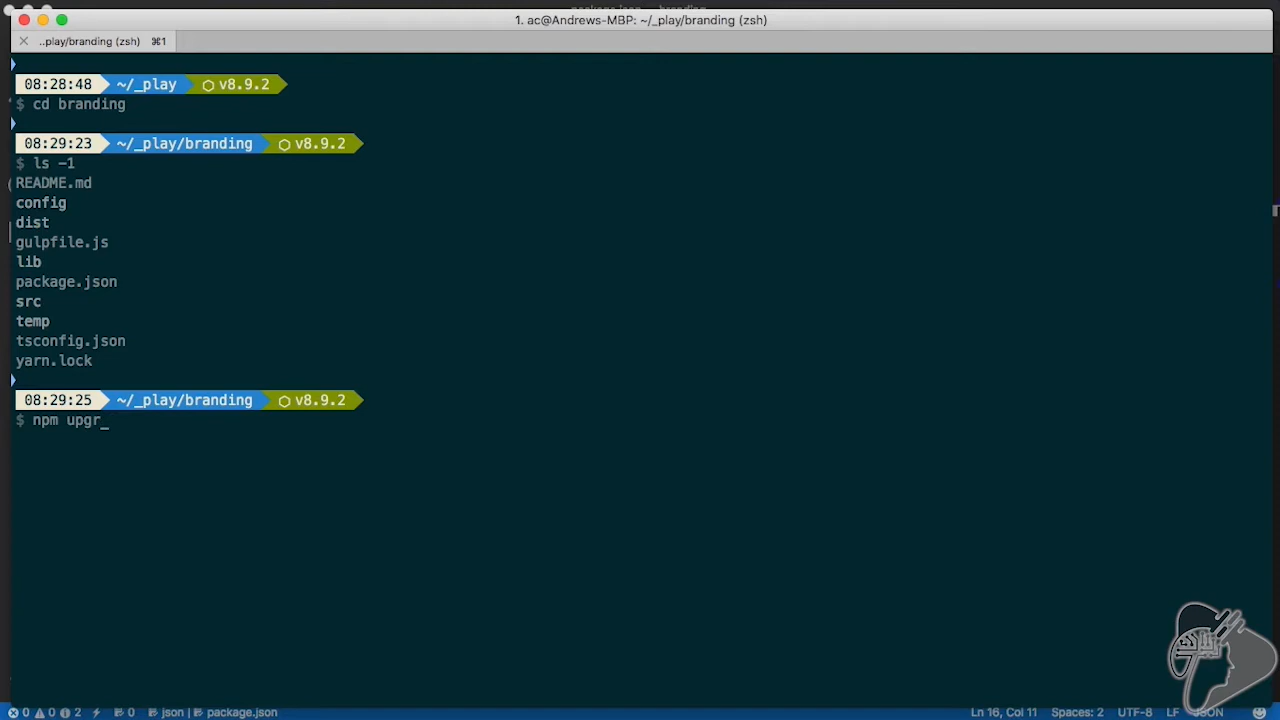 1. ac@Andrews-MBP: ~/_play/branding (zsh)
..play/branding (zsh) ⌘1
08:28:48 ~/_play v8.9.2
$ cd branding
08:29:23 ~/_play/branding v8.9.2
$ ls -1
README.md
config
dist
gulpfile.js
lib
package.json
src
temp
tsconfig.json
yarn.lock
08:29:25 ~/_play/branding v8.9.2
$ npm upgr_
0 0 2 0 json | package.json Ln 16, Col 11 Spaces: 2 UTF-8 LF JSON